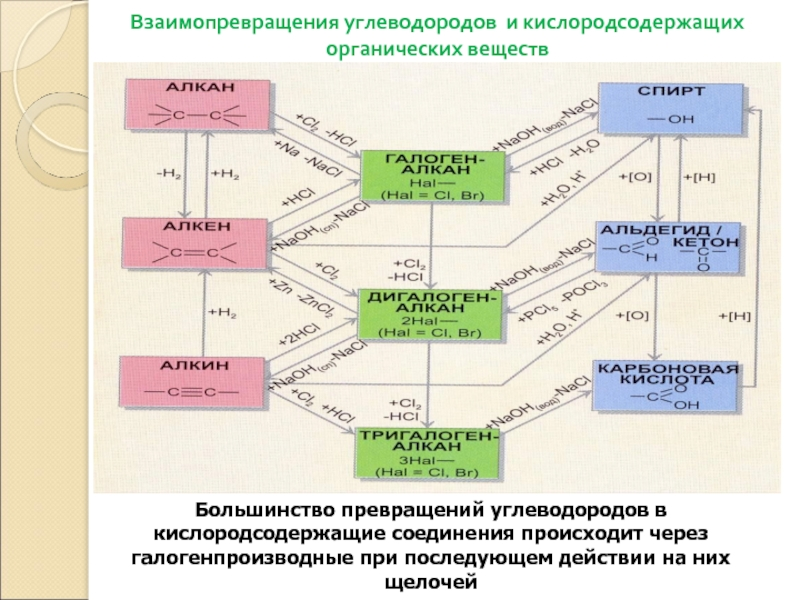 Взаимопревращения углеводородов и кислородсодержащих
органических веществ
АЛКАН
—C—C—
СПИРТ
—OH
+Cl₂ -HCl
+Na -NaCl
+NaOH(вод)-NaCl
+HCl -H₂O
ГАЛОГЕН-
АЛКАН
Hal—
(Hal = Cl, Br)
-H₂
+H₂
+HCl
+NaOH(сп)-NaCl
+H₂O, H⁺
+[O]
+[H]
АЛКЕН
C=C
АЛЬДЕГИД /
КЕТОН
—C=O
H
—C—
O
+Cl₂
-HCl
+Cl₂
+Zn -ZnCl₂
+NaOH(вод)-NaCl
+PCl₅ -POCl₃
ДИГАЛОГЕН-
АЛКАН
2Hal—
(Hal = Cl, Br)
+H₂
+2HCl
+NaOH(сп)-NaCl
+H₂O, H⁺
+[O]
+[H]
АЛКИН
—C≡C—
КАРБОНОВАЯ
КИСЛОТА
—C=O
OH
+Cl₂ +HCl
+Cl₂
-HCl
+NaOH(вод)-NaCl
ТРИГАЛОГЕН-
АЛКАН
3Hal—
(Hal = Cl, Br)
Большинство превращений углеводородов в
кислородсодержащие соединения происходит через
галогенпроизводные при последующем действии на них
щелочей